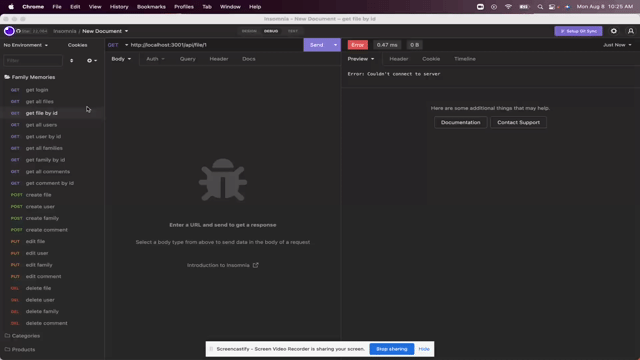 Chrome File Edit View History Bookmarks Profiles Tab Window Help Mon Aug 8 10:25 AM
Insomnia – New Document – get file by id
Insomnia / New Document DESIGN DEBUG TEST Setup Git Sync
No Environment Cookies GET http://localhost:3001/api/file/1 Send Error 0.47 ms 0 B Just Now
Filter Body Auth Query Header Docs Preview Header Cookie Timeline
Family Memories
Error: Couldn't connect to server
GET get login
GET get all files
Here are some additional things that may help.
GET get file by id
Documentation Contact Support
GET get all users
GET get user by id
GET get all families
GET get family by id
GET get all comments
GET get comment by id
POST create file
POST create user
POST create family
Enter a URL and send to get a response
POST create comment
PUT edit file
Select a body type from above to send data in the body of a request
PUT edit user
PUT edit family
Introduction to Insomnia
PUT edit comment
DEL delete file
DEL delete user
DEL delete family
DEL delete comment
Categories
Products
Screencastify – Screen Video Recorder is sharing your screen. Stop sharing Hide